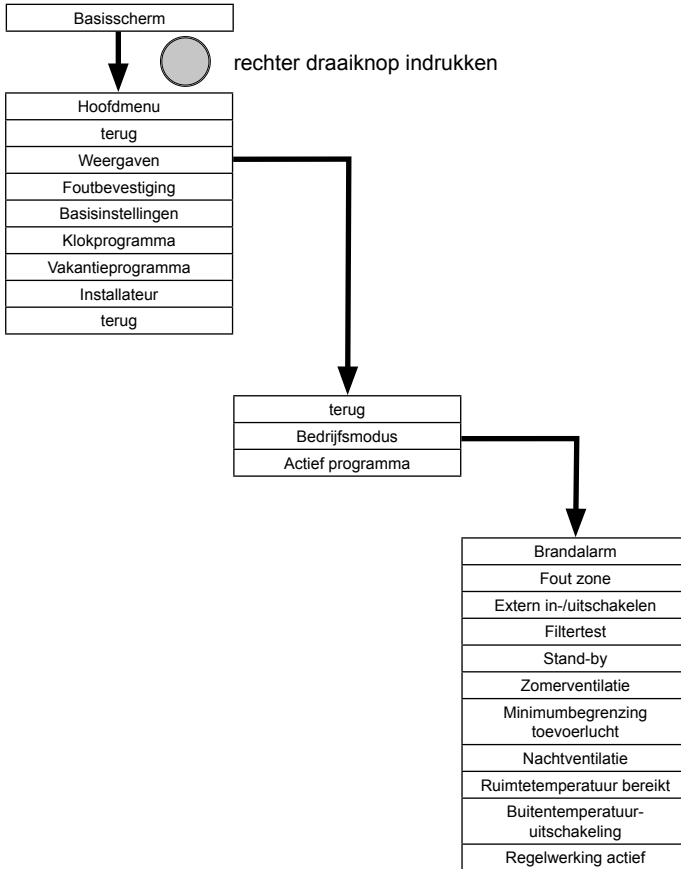 Basisscherm
rechter draaiknop indrukken
Hoofdmenu
terug
Weergaven
Foutbevestiging
Basisinstellingen
Klokprogramma
Vakantieprogramma
Installateur
terug
terug
Bedrijfsmodus
Actief programma
Brandalarm
Fout zone
Extern in-/uitschakelen
Filtertest
Stand-by
Zomerventilatie
Minimumbegrenzing
toevoerlucht
Nachtventilatie
Ruimtetemperatuur bereikt
Buitentemperatuur-
uitschakeling
Regelwerking actief